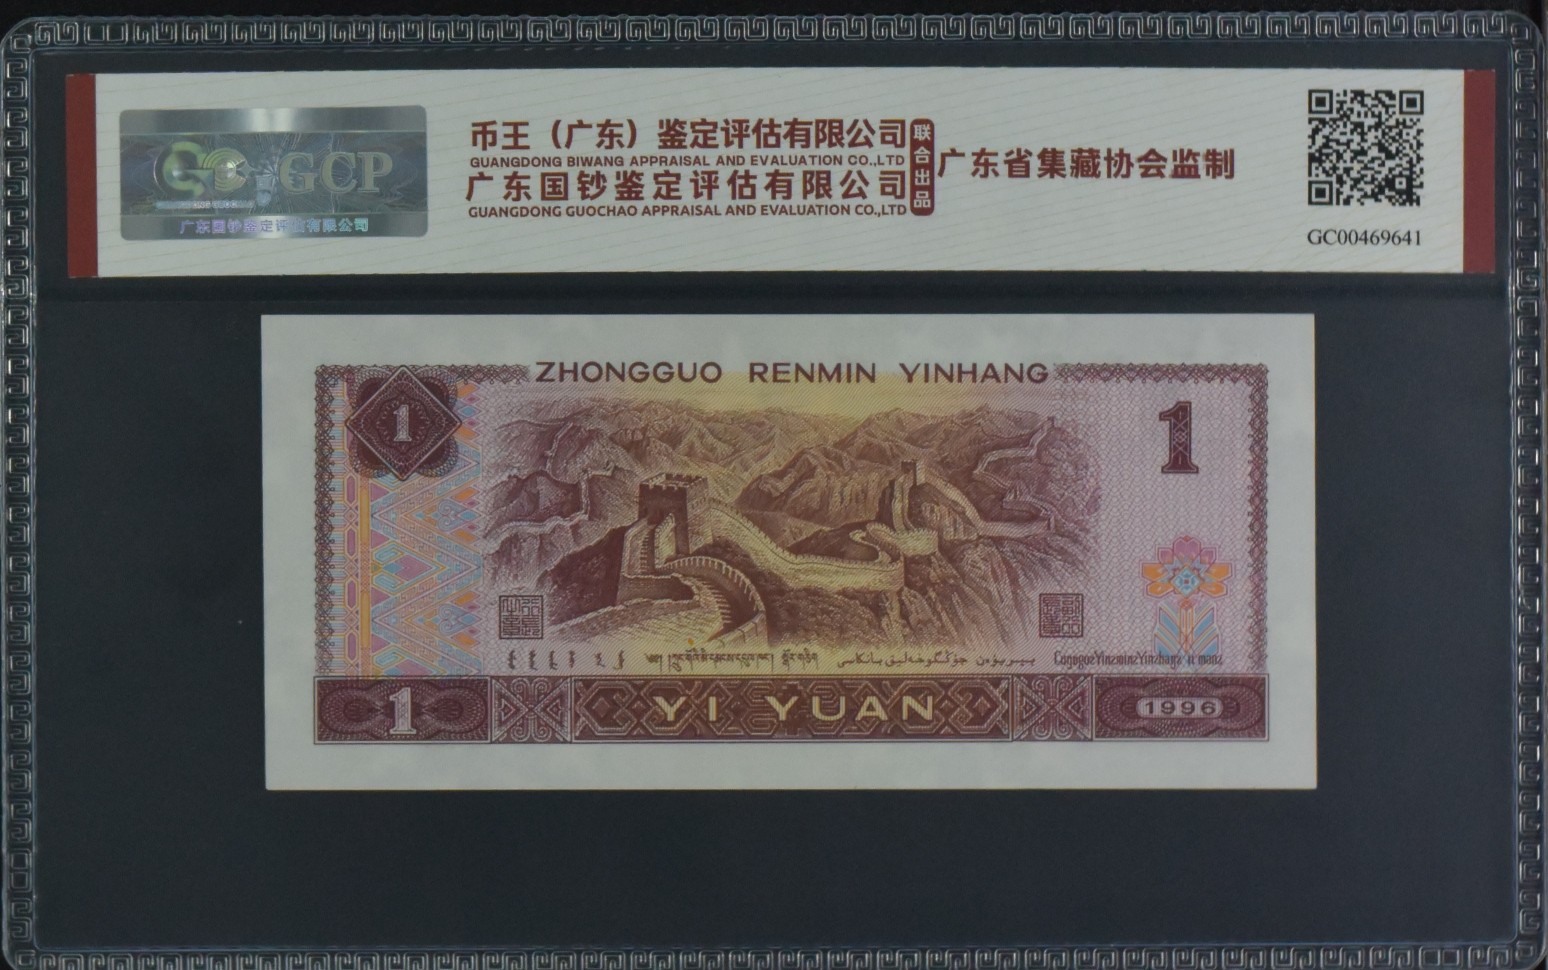 币王（广东）鉴定评估有限公司
GUANGDONG BIWANG APPRAISAL AND EVALUATION CO.,LTD
广东国钞鉴定评估有限公司
GUANGDONG GUOCHAO APPRAISAL AND EVALUATION CO.,LTD
联合出品
广东省集藏协会监制
GCP
广东国钞鉴定评估有限公司
GC00469641
ZHONGGUO RENMIN YINHANG
1
1
1
YI YUAN
1996